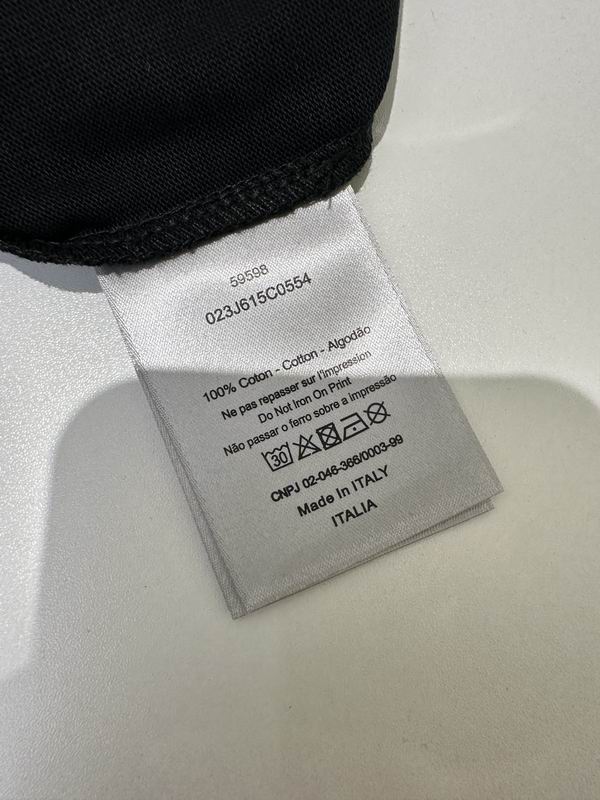 59598
023J615C0554
100% Coton - Cotton - Algodão
Ne pas repasser sur l'impression
Do Not Iron On Print
Não passar o ferro sobre a impressão
30
CNPJ 02-046-366/0003-99
Made In ITALY
ITALIA